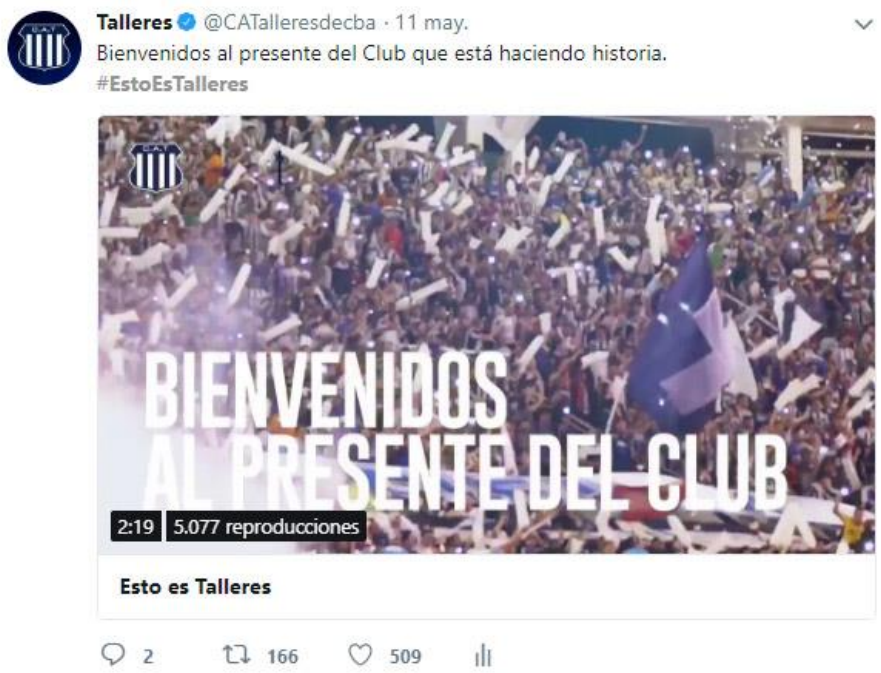 Talleres @CATalleresdecba · 11 may.
Bienvenidos al presente del Club que está haciendo historia.
#EstoEsTalleres
C.A.T
BIENVENIDOS
AL PRESENTE DEL CLUB
2:19 5.077 reproducciones
Esto es Talleres
2 166 509